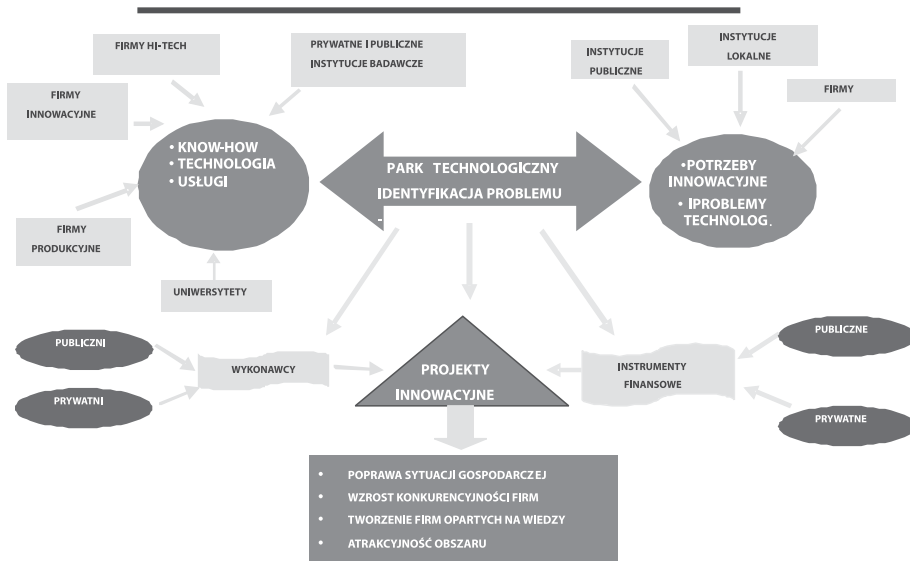 FIRMY HI-TECH
PRYWATNE I PUBLICZNE
INSTYTUCJE BADAWCZE
INSTYTUCJE
PUBLICZNE
INSTYTUCJE
LOKALNE
FIRMY
FIRMY
INNOWACYJNE
• KNOW-HOW
• TECHNOLOGIA
• USŁUGI
PARK TECHNOLOGICZNY
IDENTYFIKACJA PROBLEMU
-
•POTRZEBY
INNOWACYJNE
• IPROBLEMY
TECHNOLOG.
FIRMY
PRODUKCYJNE
UNIWERSYTETY
PUBLICZNI
PRYWATNI
WYKONAWCY
PROJEKTY
INNOWACYJNE
INSTRUMENTY
FINANSOWE
PUBLICZNE
PRYWATNE
• POPRAWA SYTUACJI GOSPODARCZEJ
• WZROST KONKURENCYJNOŚCI FIRM
• TWORZENIE FIRM OPARTYCH NA WIEDZY
• ATRAKCYJNOŚĆ OBSZARU